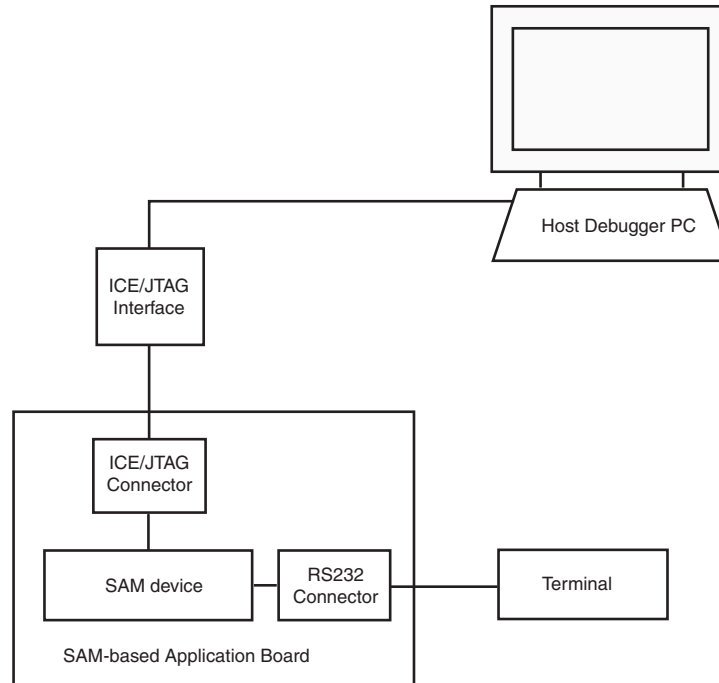 Host Debugger PC
ICE/JTAG
Interface
ICE/JTAG
Connector
SAM device
RS232
Connector
Terminal
SAM-based Application Board